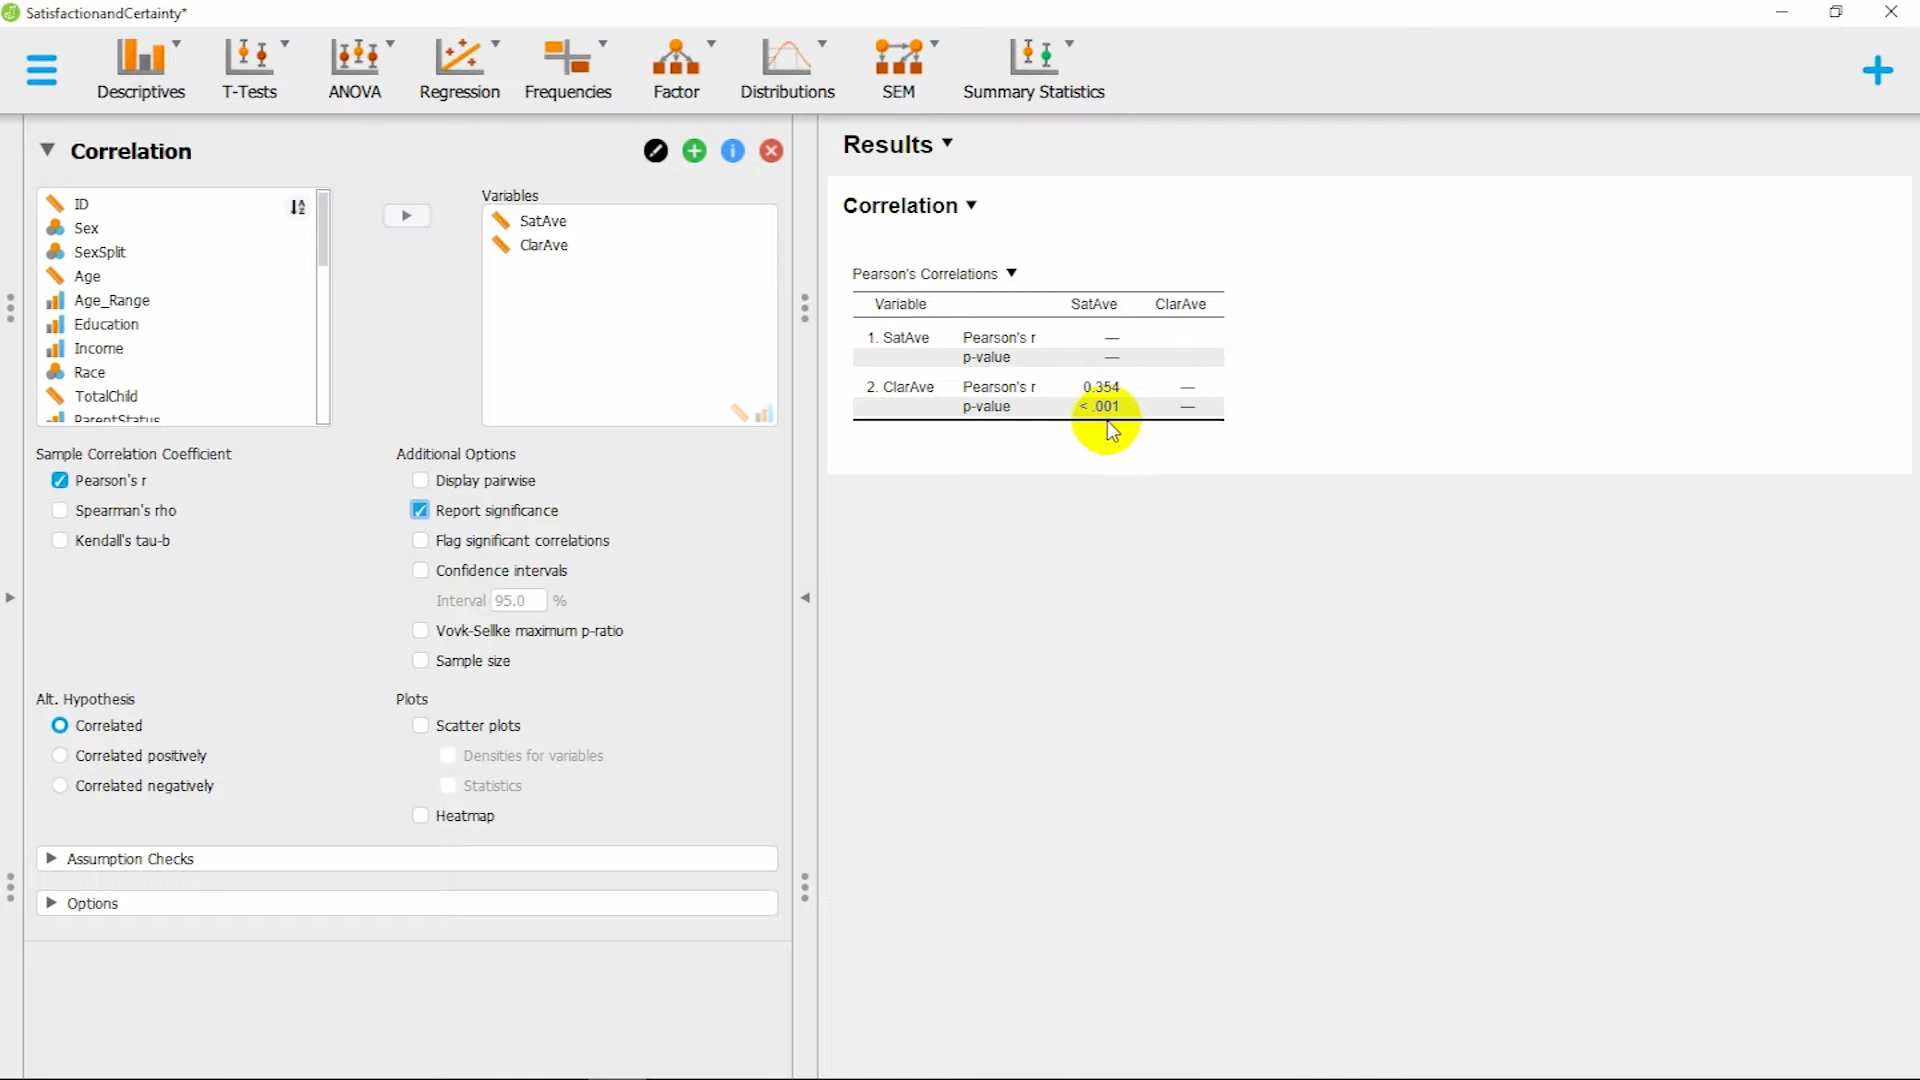 SatisfactionandCertainty*
Descriptives T-Tests ANOVA Regression Frequencies Factor Distributions SEM Summary Statistics
Correlation
ID
Sex
SexSplit
Age
Age_Range
Education
Income
Race
TotalChild
ParentStatus
Variables
SatAve
ClarAve
Sample Correlation Coefficient
Pearson's r
Spearman's rho
Kendall's tau-b
Additional Options
Display pairwise
Report significance
Flag significant correlations
Confidence intervals
Interval 95.0 %
Vovk-Sellke maximum p-ratio
Sample size
Alt. Hypothesis
Correlated
Correlated positively
Correlated negatively
Plots
Scatter plots
Densities for variables
Statistics
Heatmap
Assumption Checks
Options
Results
Correlation
Pearson's Correlations
Variable SatAve ClarAve
1. SatAve Pearson's r —
p-value —
2. ClarAve Pearson's r 0.354 —
p-value < .001 —